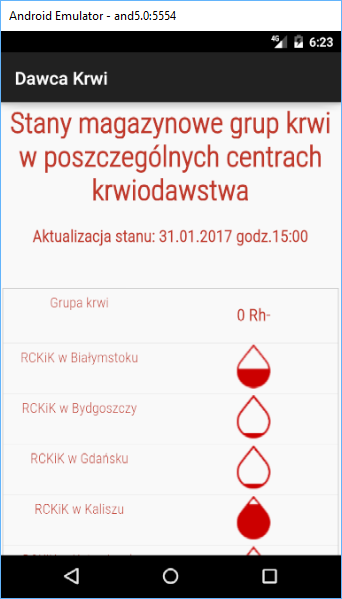 Android Emulator - and5.0:5554
4G 6:23
Dawca Krwi
Stany magazynowe grup krwi
w poszczególnych centrach
krwiodawstwa
Aktualizacja stanu: 31.01.2017 godz.15:00
Grupa krwi
0 Rh-
RCKiK w Białymstoku
RCKiK w Bydgoszczy
RCKiK w Gdańsku
RCKiK w Kaliszu